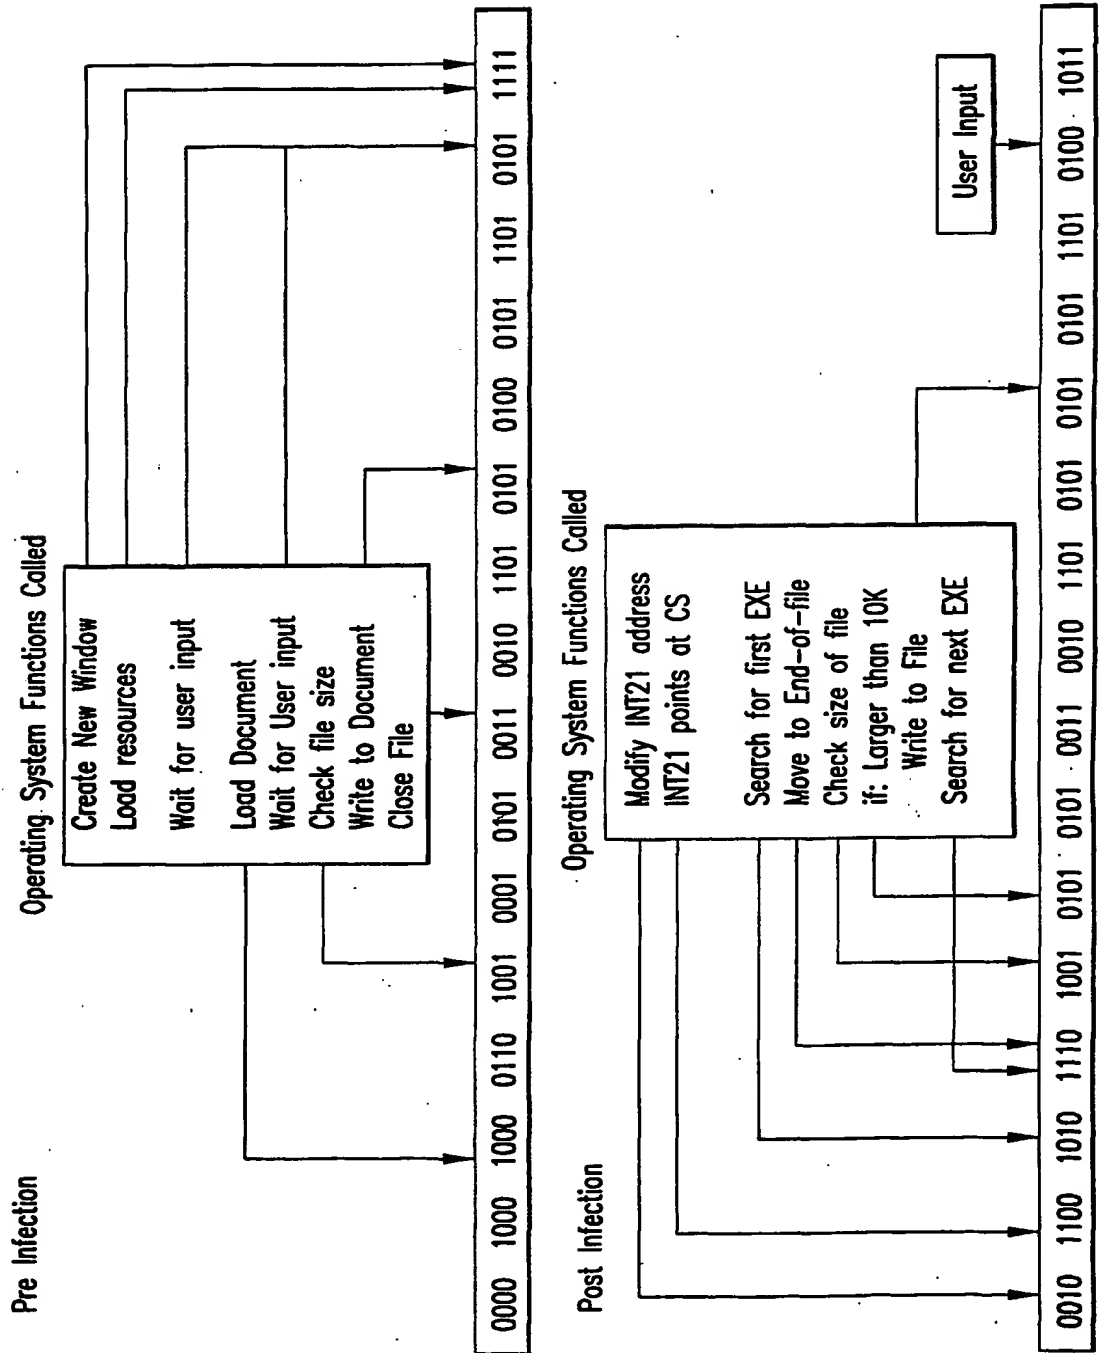 Pre Infection
Operating System Functions Called
Create New Window
Load resources
Wait for user input
Load Document
Wait for User input
Check file size
Write to Document
Close File
0000 1000 1000 0110 1001 0001 0101 0011 0010 1101 0101 0100 0101 1101 0101 1111
Post Infection
Operating System Functions Called
Modify INT21 address
INT21 points at CS
Search for first EXE
Move to End-of-file
Check size of file
if: Larger than 10K
Write to File
Search for next EXE
User Input
0010 1100 1010 1110 1001 0101 0101 0011 0010 1101 0101 0101 0101 1101 0100 1011